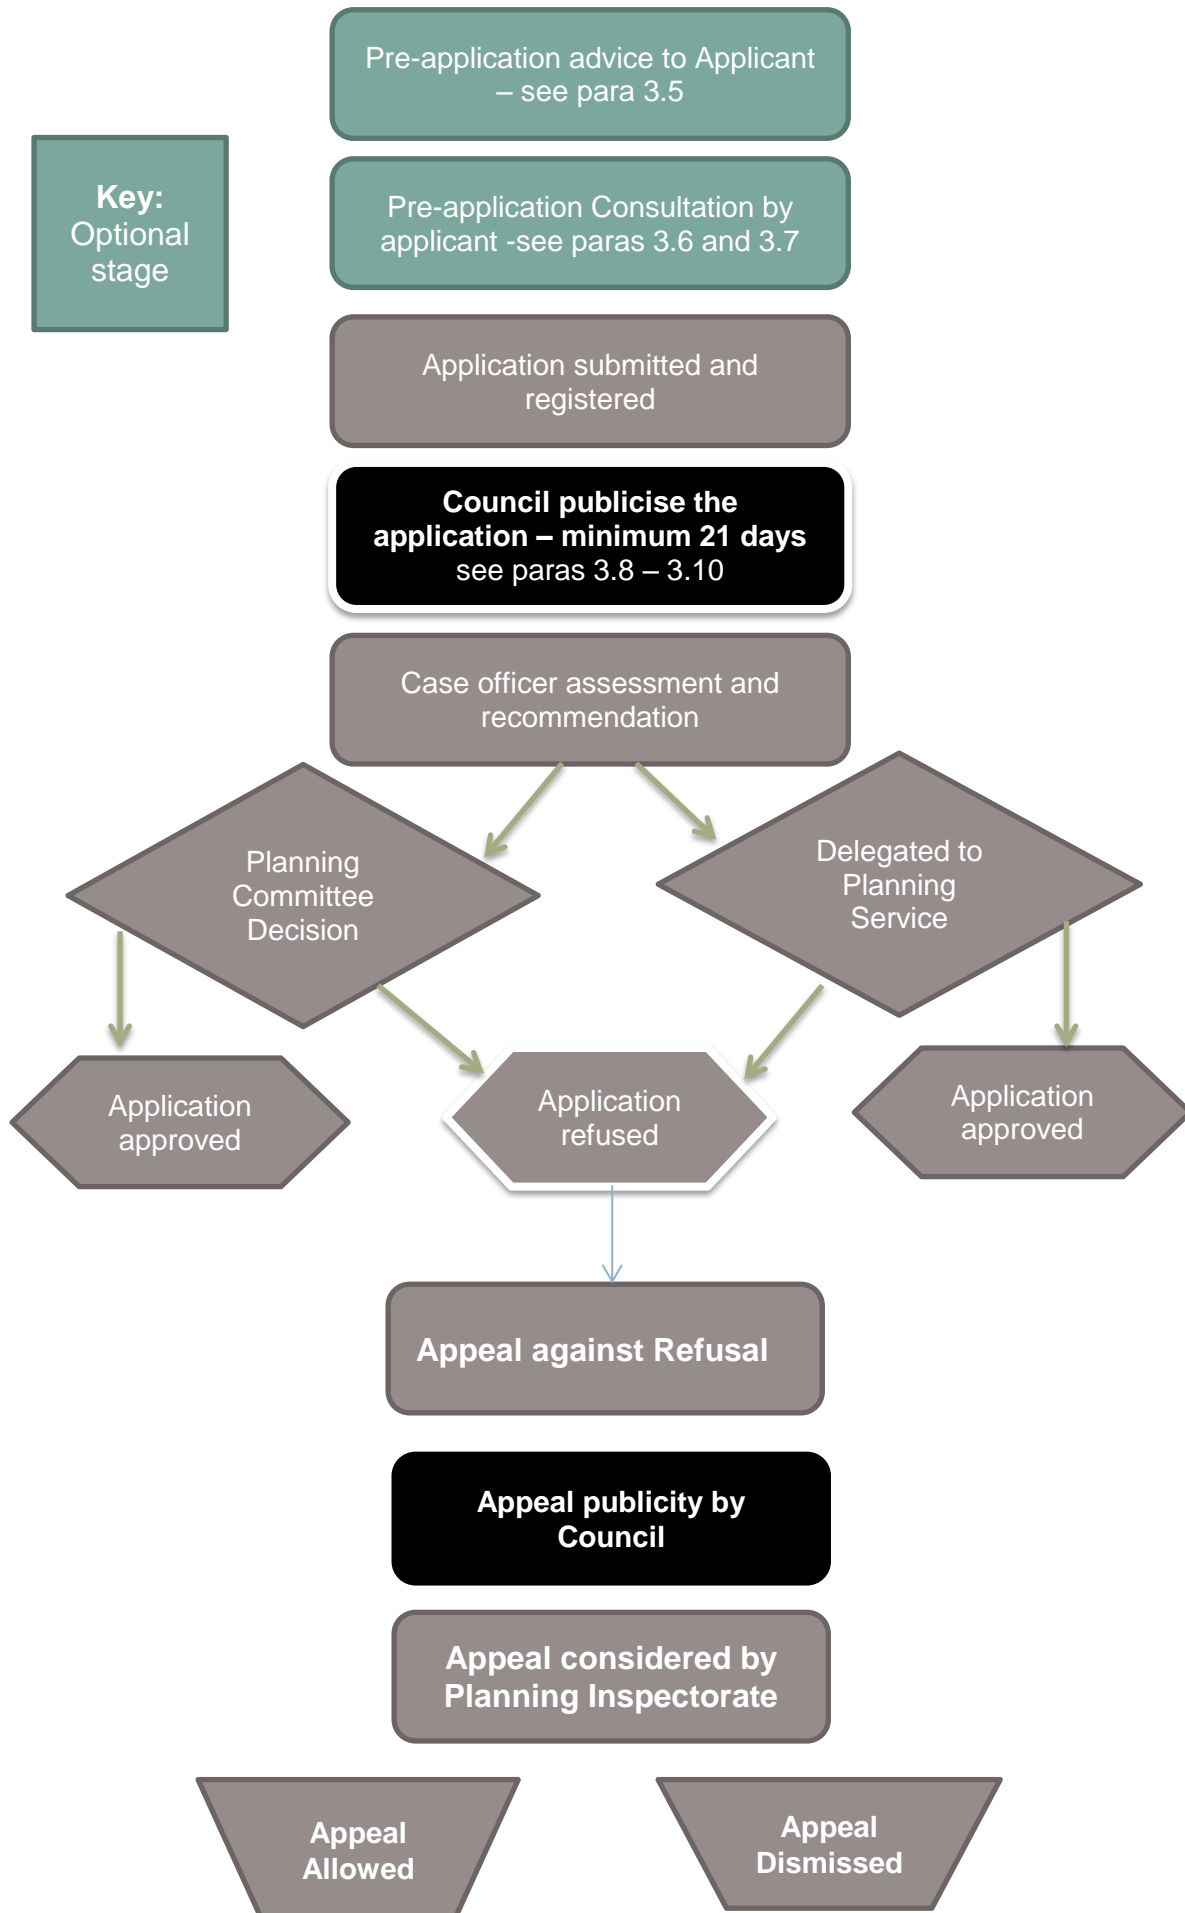 Pre-application advice to Applicant
– see para 3.5
Key:
Optional
stage
Pre-application Consultation by
applicant -see paras 3.6 and 3.7
Application submitted and
registered
Council publicise the
application – minimum 21 days
see paras 3.8 – 3.10
Case officer assessment and
recommendation
Planning
Committee
Decision
Delegated to
Planning
Service
Application
approved
Application
refused
Application
approved
Appeal against Refusal
Appeal publicity by
Council
Appeal considered by
Planning Inspectorate
Appeal
Allowed
Appeal
Dismissed